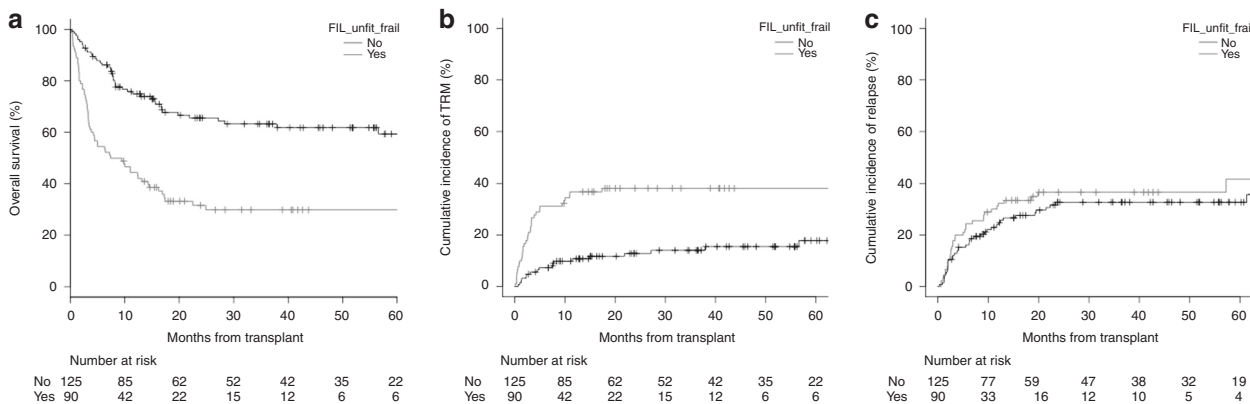 a
FIL_unfit_frail
No
Yes
Overall survival (%)
100
80
60
40
20
0
0 10 20 30 40 50 60
Months from transplant
Number at risk
No 125 85 62 52 42 35 22
Yes 90 42 22 15 12 6 6
b
FIL_unfit_frail
No
Yes
Cumulative incidence of TRM (%)
100
80
60
40
20
0
0 10 20 30 40 50 60
Months from transplant
Number at risk
No 125 85 62 52 42 35 22
Yes 90 42 22 15 12 6 6
c
FIL_unfit_frail
No
Yes
Cumulative incidence of relapse (%)
100
80
60
40
20
0
0 10 20 30 40 50 60
Months from transplant
Number at risk
No 125 77 59 47 38 32 19
Yes 90 33 16 12 10 5 4